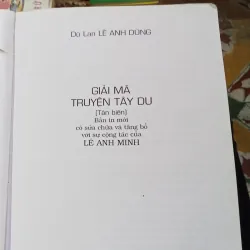 Dũ Lan LÊ ANH DŨNG
GIẢI MÃ
TRUYỆN TÂY DU
[Tân biên]
Bản in mới
có sửa chữa và tăng bổ
với sự cộng tác của
LÊ ANH MINH